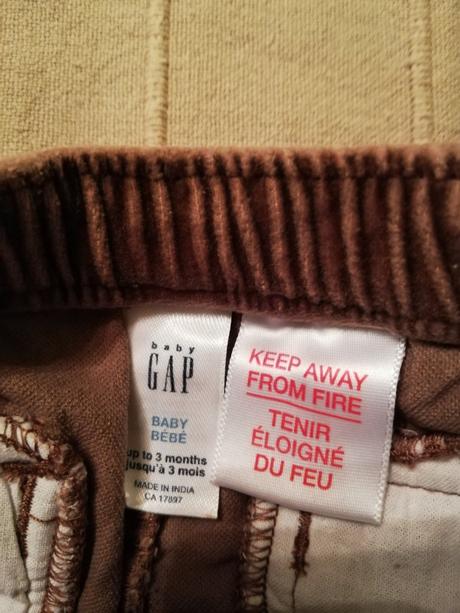 baby
GAP
BABY
BÉBÉ
up to 3 months
jusqu'à 3 mois
MADE IN INDIA
CA 17897
KEEP AWAY
FROM FIRE
TENIR
ÉLOIGNÉ
DU FEU